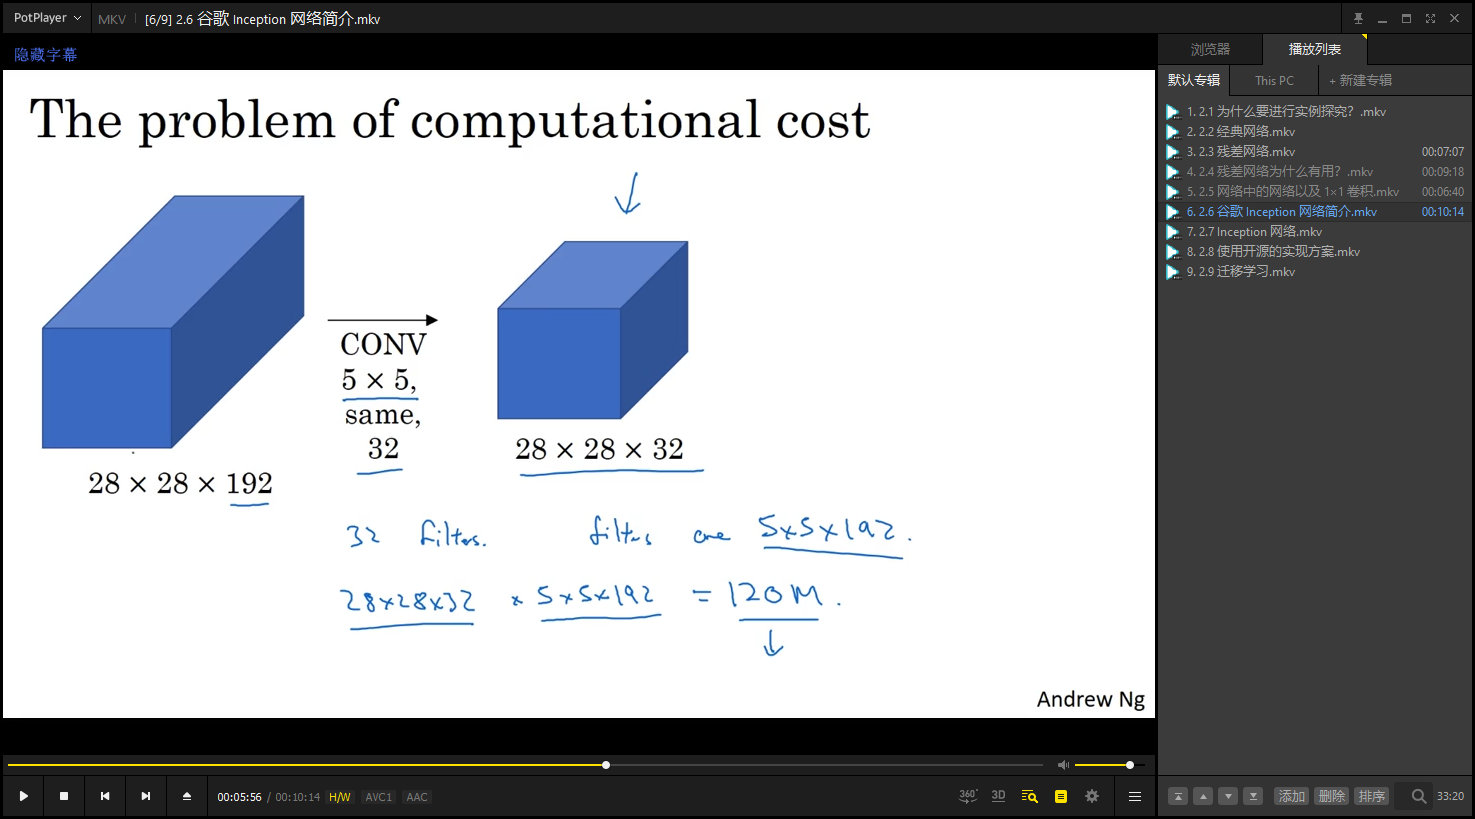 PotPlayer MKV [6/9] 2.6 谷歌 Inception 网络简介.mkv
隐藏字幕
The problem of computational cost
CONV
5 × 5,
same,
32
28 × 28 × 192
28 × 28 × 32
32 filters. filters are 5×5×192.
28×28×32 × 5×5×192 = 120M.
Andrew Ng
00:05:56 / 00:10:14 H/W AVC1 AAC
360° 3D
浏览器 播放列表
默认专辑 This PC + 新建专辑
1. 2.1 为什么要进行实例探究？.mkv
2. 2.2 经典网络.mkv
3. 2.3 残差网络.mkv 00:07:07
4. 2.4 残差网络为什么有用？.mkv 00:09:18
5. 2.5 网络中的网络以及 1×1 卷积.mkv 00:06:40
6. 2.6 谷歌 Inception 网络简介.mkv 00:10:14
7. 2.7 Inception 网络.mkv
8. 2.8 使用开源的实现方案.mkv
9. 2.9 迁移学习.mkv
添加 删除 排序 33:20